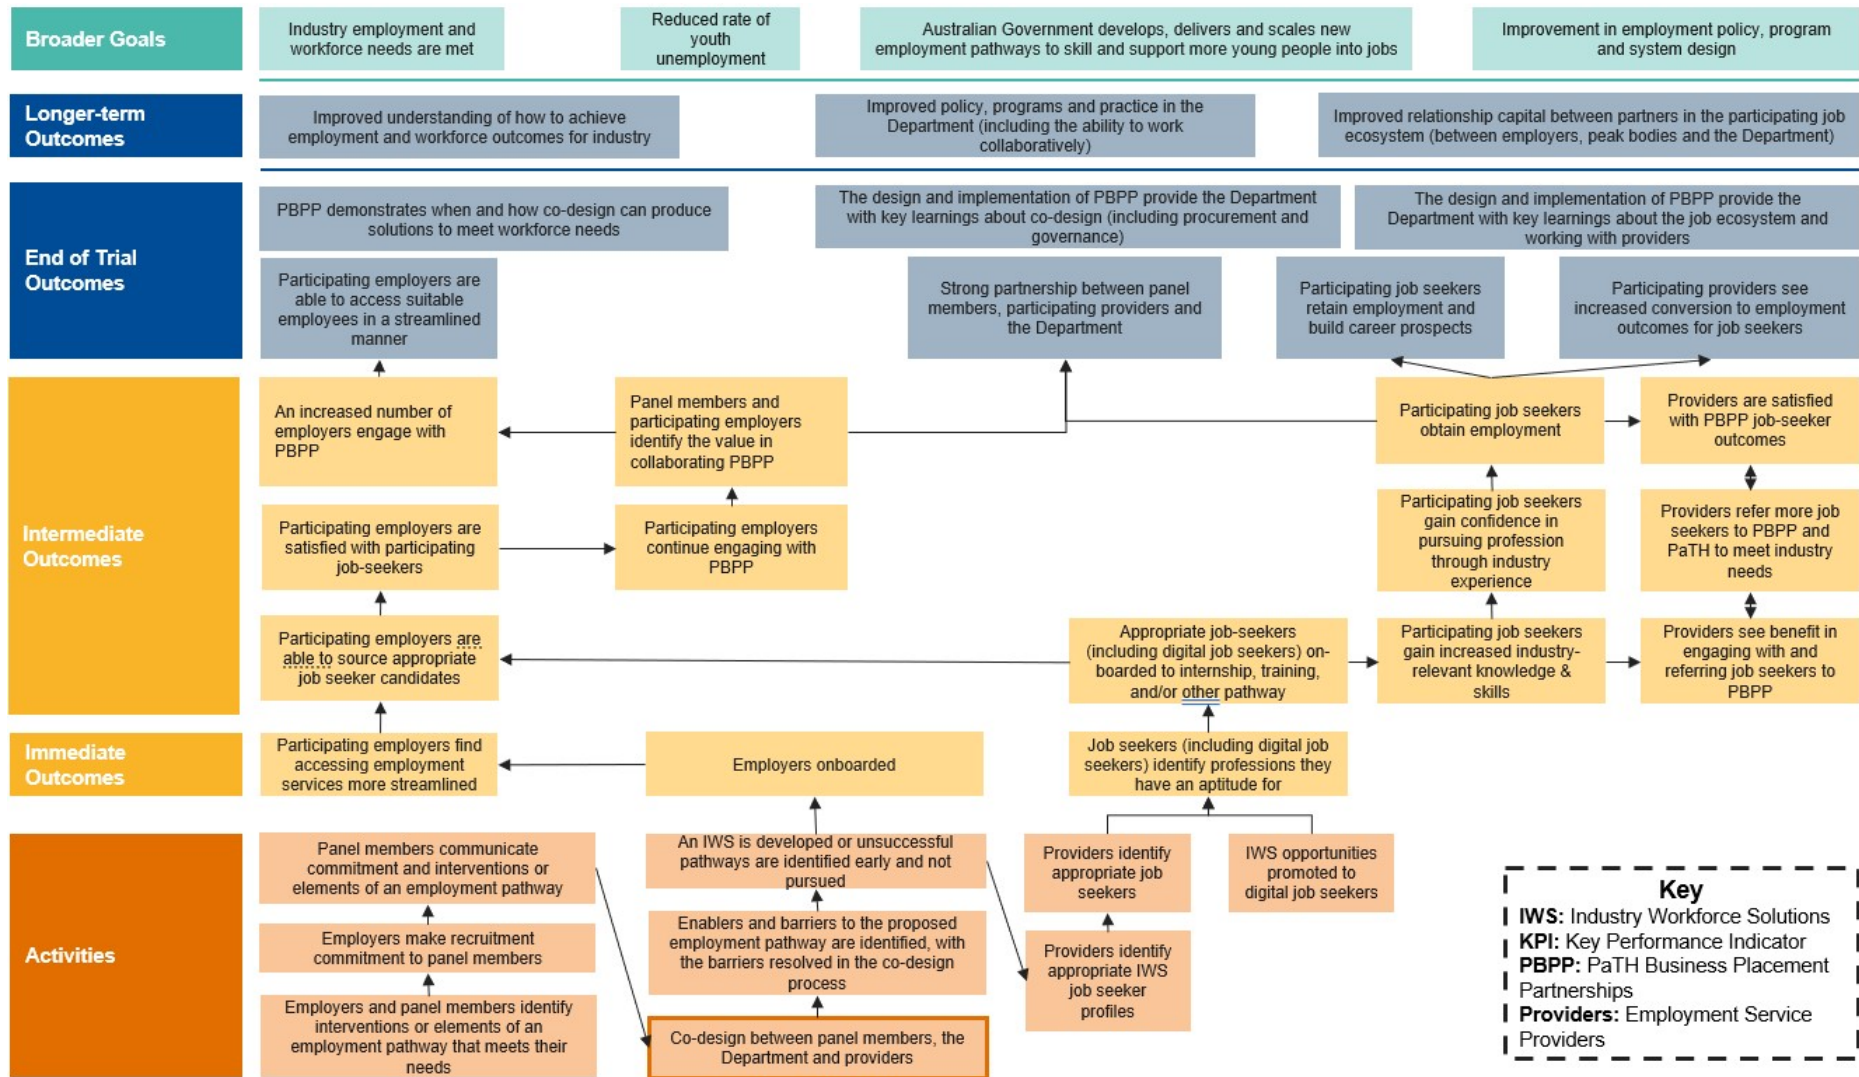 Broader Goals
Industry employment and
workforce needs are met
Reduced rate of
youth
unemployment
Australian Government develops, delivers and scales new
employment pathways to skill and support more young people into jobs
Improvement in employment policy, program
and system design
Longer-term
Outcomes
Improved understanding of how to achieve
employment and workforce outcomes for industry
Improved policy, programs and practice in the
Department (including the ability to work
collaboratively)
Improved relationship capital between partners in the participating job
ecosystem (between employers, peak bodies and the Department)
End of Trial
Outcomes
PBPP demonstrates when and how co-design can produce
solutions to meet workforce needs
The design and implementation of PBPP provide the Department
with key learnings about co-design (including procurement and
governance)
The design and implementation of PBPP provide the
Department with key learnings about the job ecosystem and
working with providers
Participating employers are
able to access suitable
employees in a streamlined
manner
Strong partnership between panel
members, participating providers and
the Department
Participating job seekers
retain employment and
build career prospects
Participating providers see
increased conversion to employment
outcomes for job seekers
Intermediate
Outcomes
An increased number of
employers engage with
PBPP
Panel members and
participating employers
identify the value in
collaborating PBPP
Participating job seekers
obtain employment
Providers are satisfied
with PBPP job-seeker
outcomes
Participating employers are
satisfied with participating
job-seekers
Participating employers
continue engaging with
PBPP
Participating job seekers
gain confidence in
pursuing profession
through industry
experience
Providers refer more job
seekers to PBPP and
PaTH to meet industry
needs
Participating employers are
able to source appropriate
job seeker candidates
Appropriate job-seekers
(including digital job seekers) on-
boarded to internship, training,
and/or other pathway
Participating job seekers
gain increased industry-
relevant knowledge &
skills
Providers see benefit in
engaging with and
referring job seekers to
PBPP
Immediate
Outcomes
Participating employers find
accessing employment
services more streamlined
Employers onboarded
Job seekers (including digital job
seekers) identify professions they
have an aptitude for
Activities
Panel members communicate
commitment and interventions or
elements of an employment pathway
An IWS is developed or unsuccessful
pathways are identified early and not
pursued
Providers identify
appropriate job
seekers
IWS opportunities
promoted to
digital job seekers
Employers make recruitment
commitment to panel members
Enablers and barriers to the proposed
employment pathway are identified, with
the barriers resolved in the co-design
process
Providers identify
appropriate IWS
job seeker
profiles
Employers and panel members identify
interventions or elements of an
employment pathway that meets their
needs
Co-design between panel members, the
Department and providers
Key
IWS: Industry Workforce Solutions
KPI: Key Performance Indicator
PBPP: PaTH Business Placement
Partnerships
Providers: Employment Service
Providers